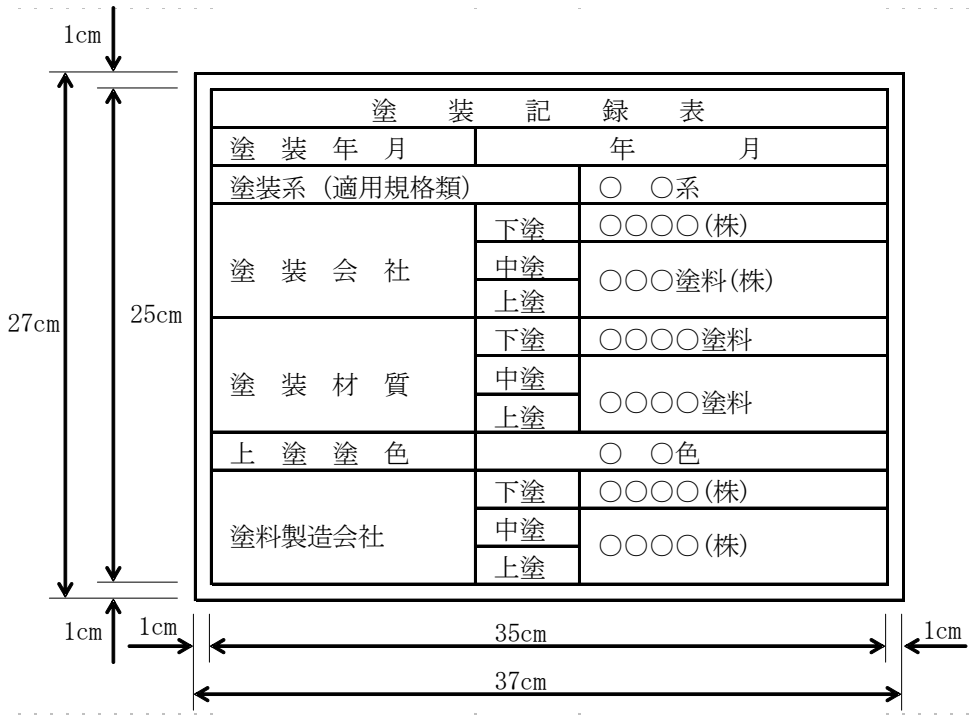 1cm
塗 装 記 録 表
塗 装 年 月 年 月
塗装系 (適用規格類) ○ ○系
下塗 ○○○○(株)
塗 装 会 社 中塗 ○○○塗料(株)
上塗
27cm 25cm
下塗 ○○○○塗料
塗 装 材 質 中塗 ○○○○塗料
上塗
上 塗 塗 色 ○ ○色
下塗 ○○○○(株)
塗料製造会社 中塗 ○○○○(株)
上塗
1cm 1cm 35cm 1cm
37cm